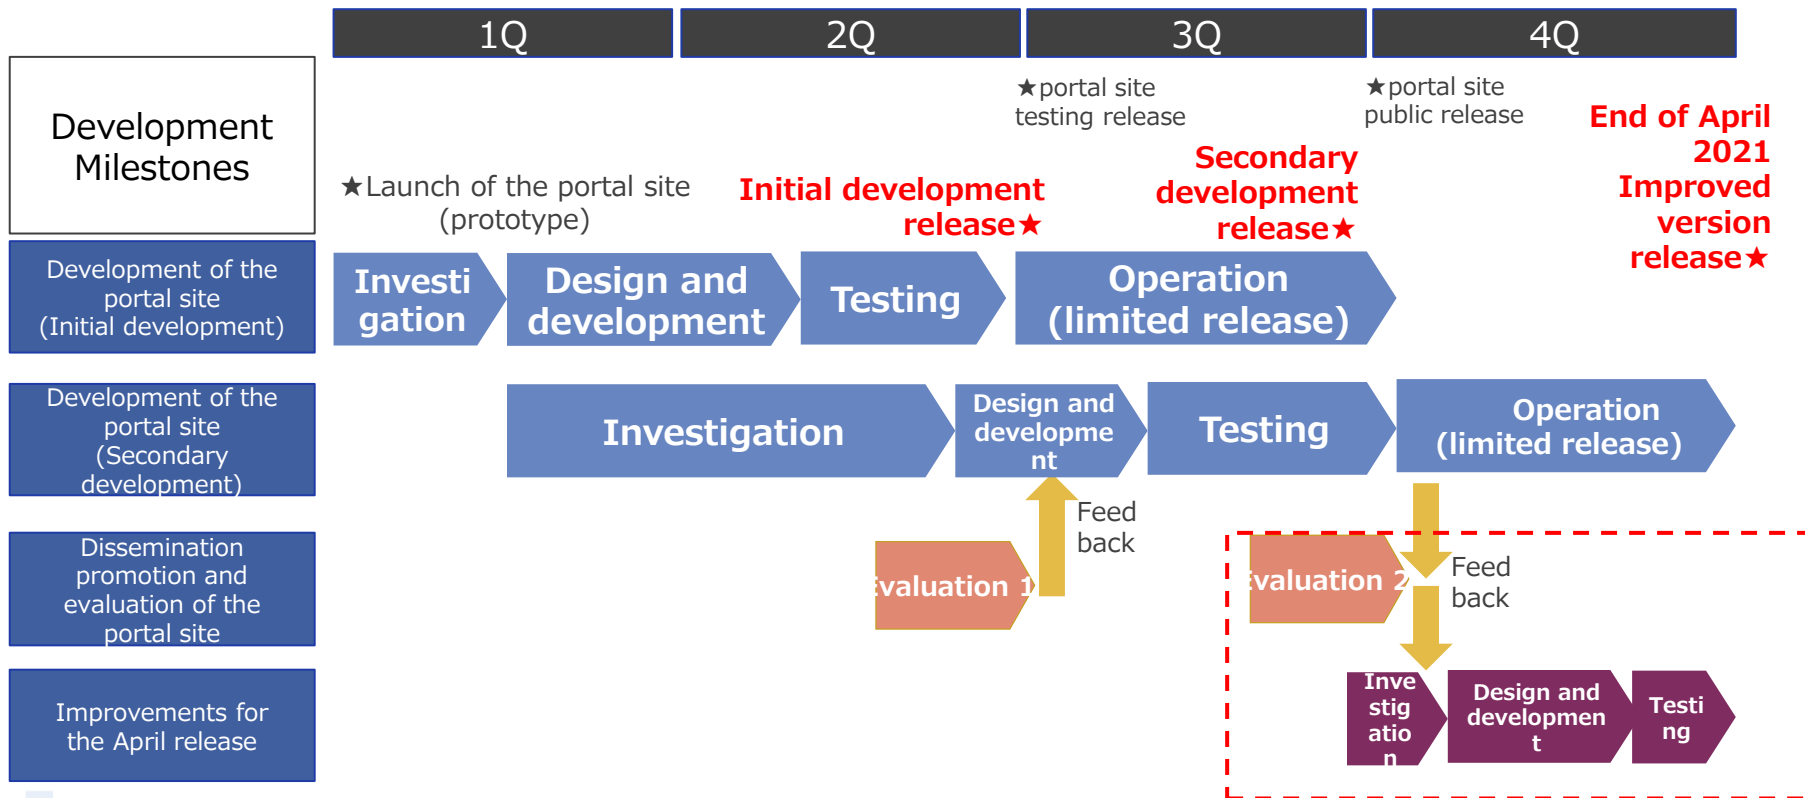 1Q
2Q
3Q
4Q
Development
Milestones
★Launch of the portal site
(prototype)
Initial development
release★
★portal site
testing release
Secondary
development
release★
★portal site
public release
End of April
2021
Improved
version
release★
Development of the
portal site
(Initial development)
Investi
gation
Design and
development
Testing
Operation
(limited release)
Development of the
portal site
(Secondary
development)
Investigation
Design and
developme
nt
Testing
Operation
(limited release)
Dissemination
promotion and
evaluation of the
portal site
Evaluation 1
Feed
back
Evaluation 2
Feed
back
Improvements for
the April release
Inve
stig
atio
n
Design and
developmen
t
Testi
ng